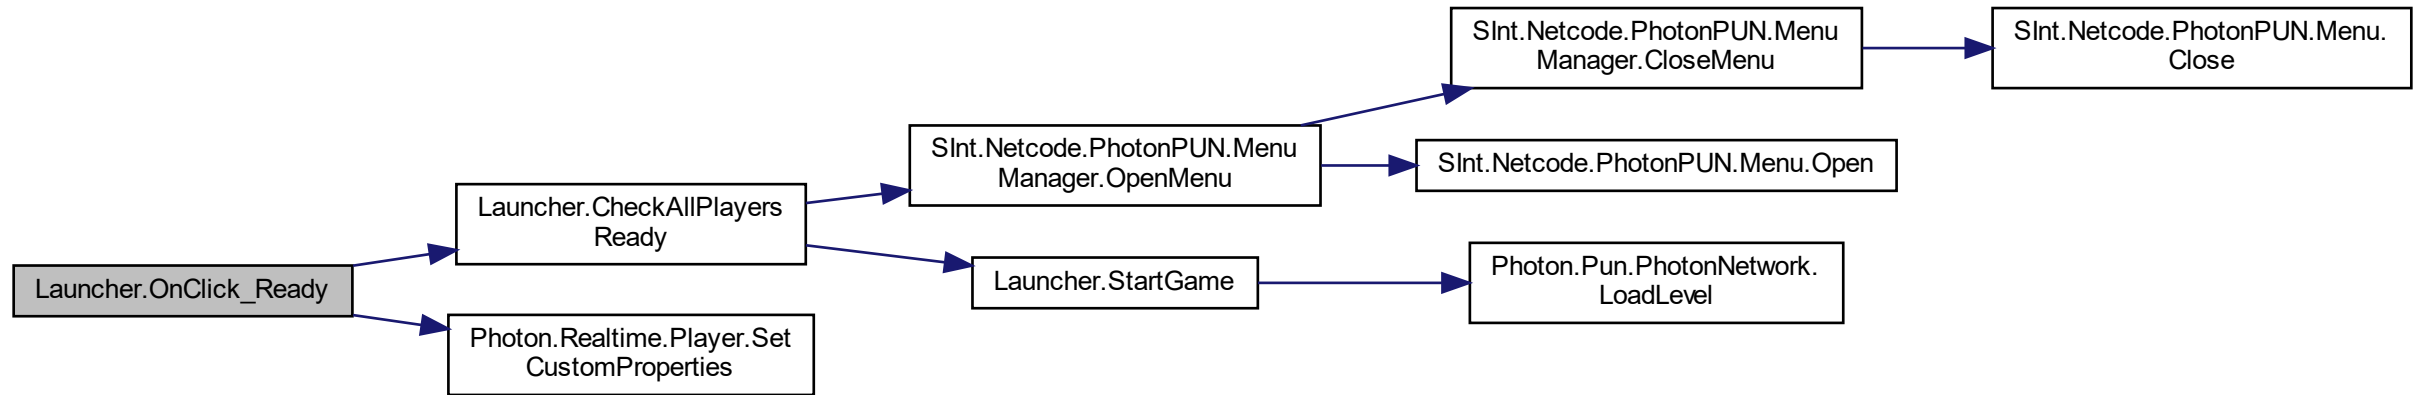 Launcher.OnClick_Ready
Launcher.CheckAllPlayers
Ready
Photon.Realtime.Player.Set
CustomProperties
SInt.Netcode.PhotonPUN.Menu
Manager.OpenMenu
Launcher.StartGame
SInt.Netcode.PhotonPUN.Menu
Manager.CloseMenu
SInt.Netcode.PhotonPUN.Menu.Open
Photon.Pun.PhotonNetwork.
LoadLevel
SInt.Netcode.PhotonPUN.Menu.
Close